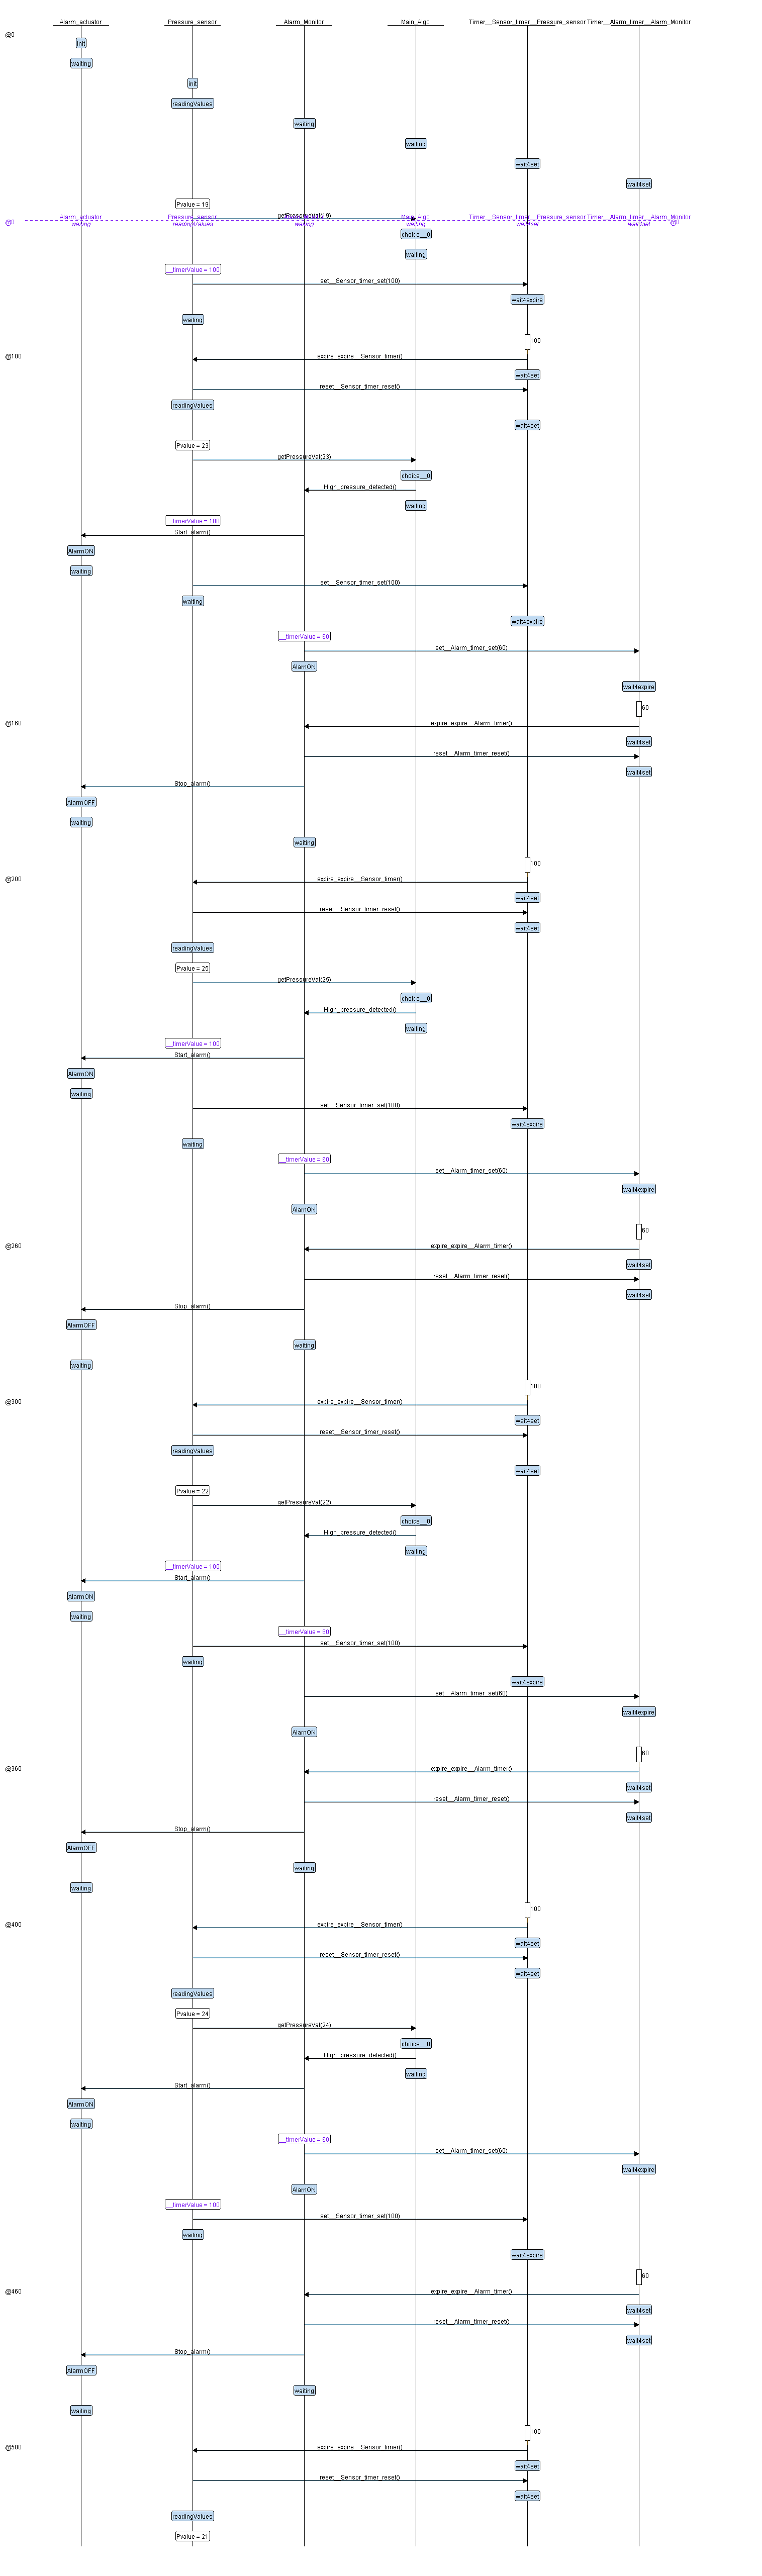 Alarm_actuator Pressure_sensor Alarm_Monitor Main_Algo Timer__Sensor_timer__Pressure_sensor Timer__Alarm_timer__Alarm_Monitor
@0
init
waiting
init
readingValues
waiting
waiting
wait4set
wait4set
Pvalue = 19
getPressureVal(19)
Alarm_actuator Pressure_sensor Alarm_Monitor Main_Algo Timer__Sensor_timer__Pressure_sensor Timer__Alarm_timer__Alarm_Monitor
@0 waiting readingValues waiting waiting wait4set wait4set @0
choice__0
waiting
__timerValue = 100
set__Sensor_timer_set(100)
wait4expire
waiting
100
@100 expire_expire__Sensor_timer()
wait4set
reset__Sensor_timer_reset()
readingValues
wait4set
Pvalue = 23
getPressureVal(23)
choice__0
High_pressure_detected()
waiting
__timerValue = 100
Start_alarm()
AlarmON
waiting
set__Sensor_timer_set(100)
waiting
wait4expire
__timerValue = 60
set__Alarm_timer_set(60)
AlarmON
wait4expire
60
@160 expire_expire__Alarm_timer()
wait4set
reset__Alarm_timer_reset()
wait4set
Stop_alarm()
AlarmOFF
waiting
waiting
100
@200 expire_expire__Sensor_timer()
wait4set
reset__Sensor_timer_reset()
wait4set
readingValues
Pvalue = 25
getPressureVal(25)
choice__0
High_pressure_detected()
waiting
__timerValue = 100
Start_alarm()
AlarmON
waiting
set__Sensor_timer_set(100)
wait4expire
waiting
__timerValue = 60
set__Alarm_timer_set(60)
wait4expire
AlarmON
60
@260 expire_expire__Alarm_timer()
wait4set
reset__Alarm_timer_reset()
wait4set
Stop_alarm()
AlarmOFF
waiting
waiting
100
@300 expire_expire__Sensor_timer()
wait4set
reset__Sensor_timer_reset()
readingValues
wait4set
Pvalue = 22
getPressureVal(22)
choice__0
High_pressure_detected()
waiting
__timerValue = 100
Start_alarm()
AlarmON
waiting
__timerValue = 60
set__Sensor_timer_set(100)
waiting
wait4expire
set__Alarm_timer_set(60)
wait4expire
AlarmON
60
@360 expire_expire__Alarm_timer()
wait4set
reset__Alarm_timer_reset()
wait4set
Stop_alarm()
AlarmOFF
waiting
waiting
100
@400 expire_expire__Sensor_timer()
wait4set
reset__Sensor_timer_reset()
wait4set
readingValues
Pvalue = 24
getPressureVal(24)
choice__0
High_pressure_detected()
waiting
Start_alarm()
AlarmON
waiting
__timerValue = 60
set__Alarm_timer_set(60)
wait4expire
AlarmON
__timerValue = 100
set__Sensor_timer_set(100)
waiting
wait4expire
60
@460 expire_expire__Alarm_timer()
wait4set
reset__Alarm_timer_reset()
wait4set
Stop_alarm()
AlarmOFF
waiting
waiting
100
@500 expire_expire__Sensor_timer()
wait4set
reset__Sensor_timer_reset()
wait4set
readingValues
Pvalue = 21